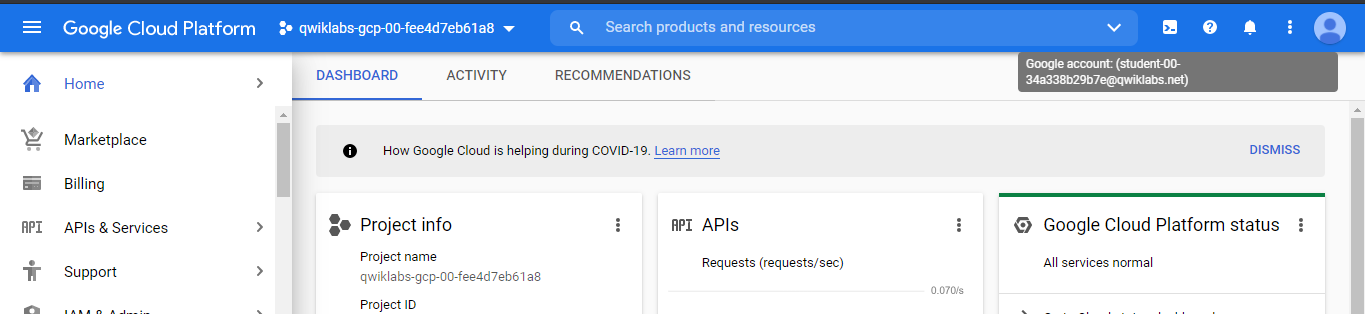 Google Cloud Platform
qwiklabs-gcp-00-fee4d7eb61a8
Search products and resources
Google account: (student-00-
34a338b29b7e@qwiklabs.net)
Home
DASHBOARD
ACTIVITY
RECOMMENDATIONS
Marketplace
Billing
API
APIs & Services
Support
IAM & Admin
How Google Cloud is helping during COVID-19. Learn more
DISMISS
Project info
Project name
qwiklabs-gcp-00-fee4d7eb61a8
Project ID
API
APIs
Requests (requests/sec)
0.070/s
Google Cloud Platform status
All services normal